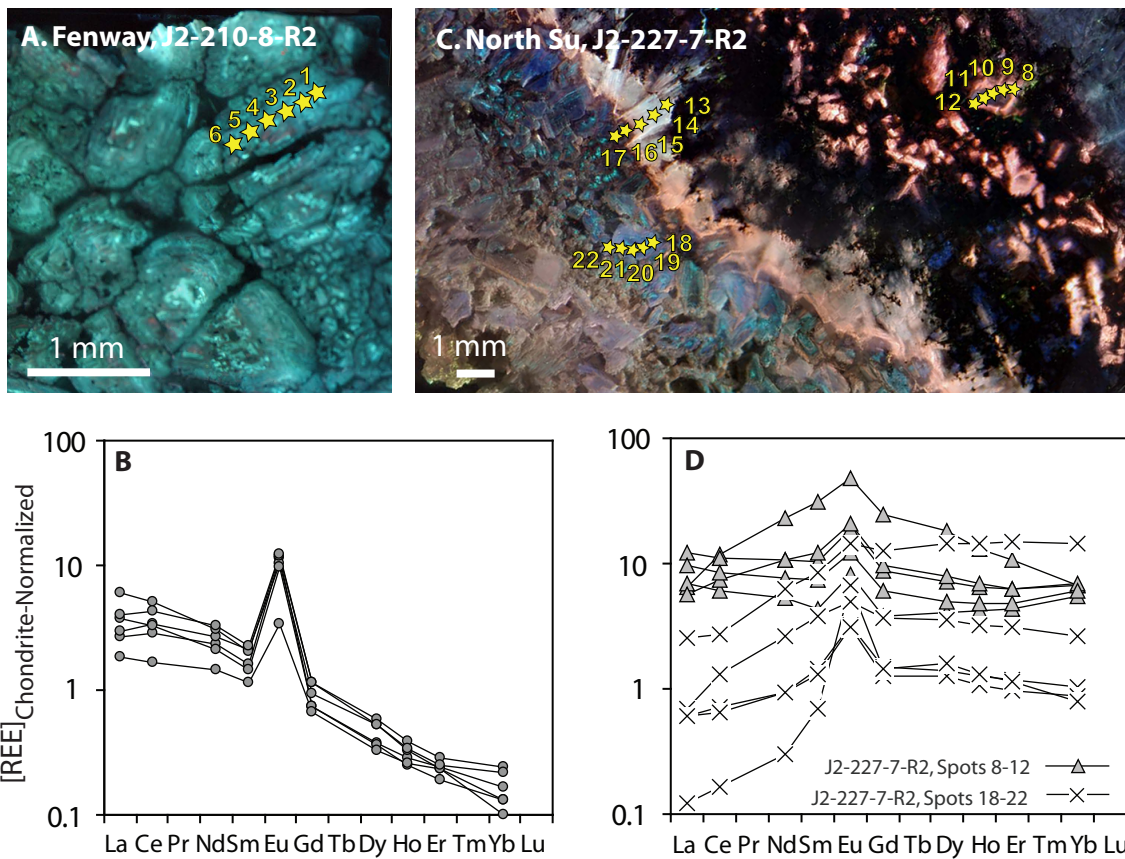 A. Fenway, J2-210-8-R2
1
2
3
4
5
6
1 mm
C. North Su, J2-227-7-R2
11 10 9 8
12
13
14
15
16
17
18
19
20
21
22
1 mm
B
100
10
1
0.1
[REE]Chondrite-Normalized
La Ce Pr Nd Sm Eu Gd Tb Dy Ho Er Tm Yb Lu
D
100
10
1
0.1
J2-227-7-R2, Spots 8-12
J2-227-7-R2, Spots 18-22
La Ce Pr Nd Sm Eu Gd Tb Dy Ho Er Tm Yb Lu